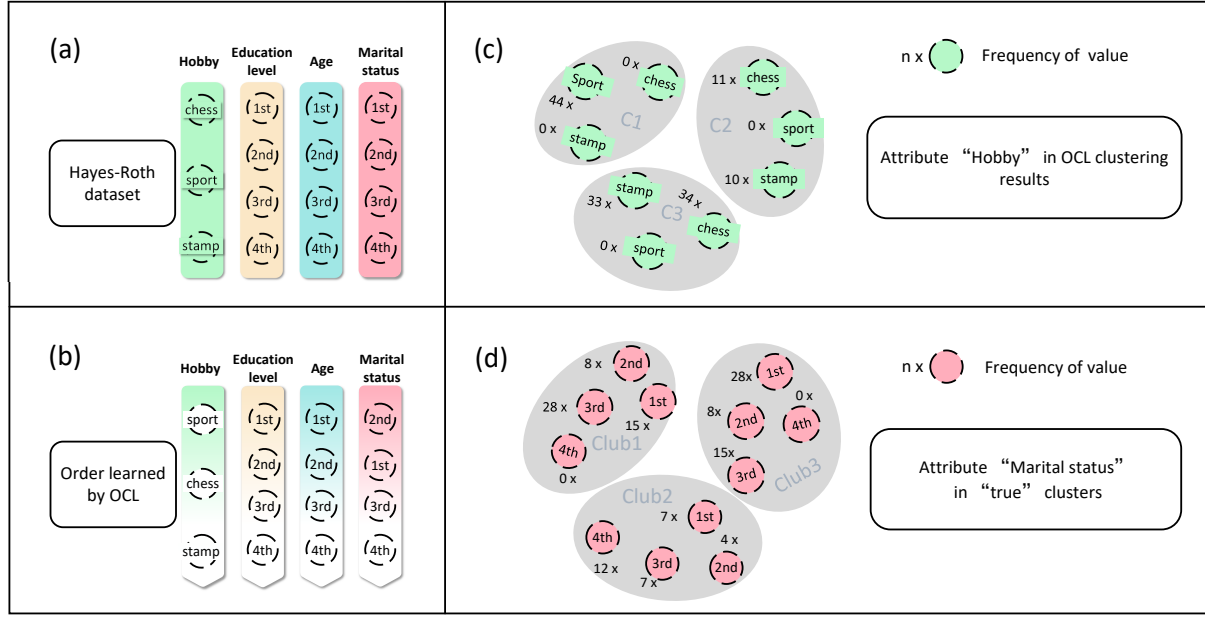 (a)
Hobby
Education
level
Age
Marital
status
chess
sport
stamp
1st
2nd
3rd
4th
1st
2nd
3rd
4th
1st
2nd
3rd
4th
Hayes-Roth
dataset
(b)
Hobby
Education
level
Age
Marital
status
sport
chess
stamp
1st
2nd
3rd
4th
1st
2nd
3rd
4th
2nd
1st
3rd
4th
Order learned
by OCL
(c)
Sport
44 x
0 x
chess
0 x
stamp
C1
11 x
chess
C2
0 x
sport
10 x
stamp
stamp
33 x
34 x
chess
C3
0 x
sport
n x
Frequency of value
Attribute “Hobby” in OCL clustering
results
(d)
8 x
2nd
28 x
3rd
1st
15 x
Club1
4th
0 x
28x
1st
0 x
8x
2nd
4th
15x
3rd
Club3
Club2
7 x
1st
4th
12 x
3rd
7 x
4 x
2nd
n x
Frequency of value
Attribute “Marital status”
in “true” clusters